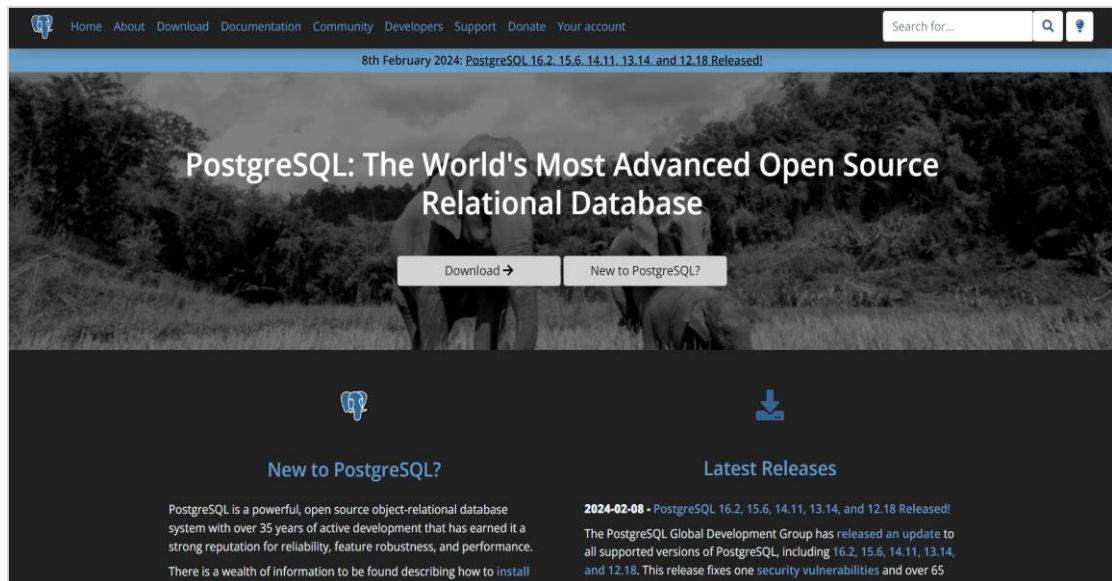 Home About Download Documentation Community Developers Support Donate Your account
Search for...
8th February 2024: PostgreSQL 16.2, 15.6, 14.11, 13.14, and 12.18 Released!
PostgreSQL: The World's Most Advanced Open Source
Relational Database
Download →
New to PostgreSQL?
New to PostgreSQL?
PostgreSQL is a powerful, open source object-relational database
system with over 35 years of active development that has earned it a
strong reputation for reliability, feature robustness, and performance.
There is a wealth of information to be found describing how to install
Latest Releases
2024-02-08 - PostgreSQL 16.2, 15.6, 14.11, 13.14, and 12.18 Released!
The PostgreSQL Global Development Group has released an update to
all supported versions of PostgreSQL, including 16.2, 15.6, 14.11, 13.14,
and 12.18. This release fixes one security vulnerabilities and over 65